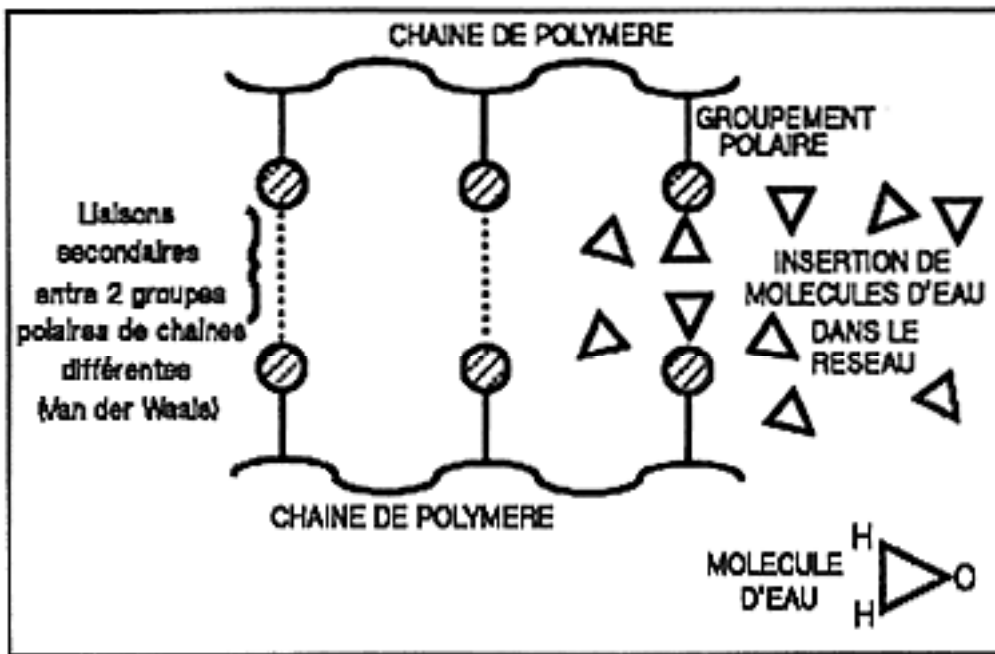 CHAINE DE POLYMERE
GROUPEMENT
POLAIRE
Liaisons
secondaires
entre 2 groupes
polaires de chaines
différentes
(Van der Waals)
INSERTION DE
MOLECULES D'EAU
DANS LE
RESEAU
CHAINE DE POLYMERE
MOLECULE
D'EAU
H
O
H